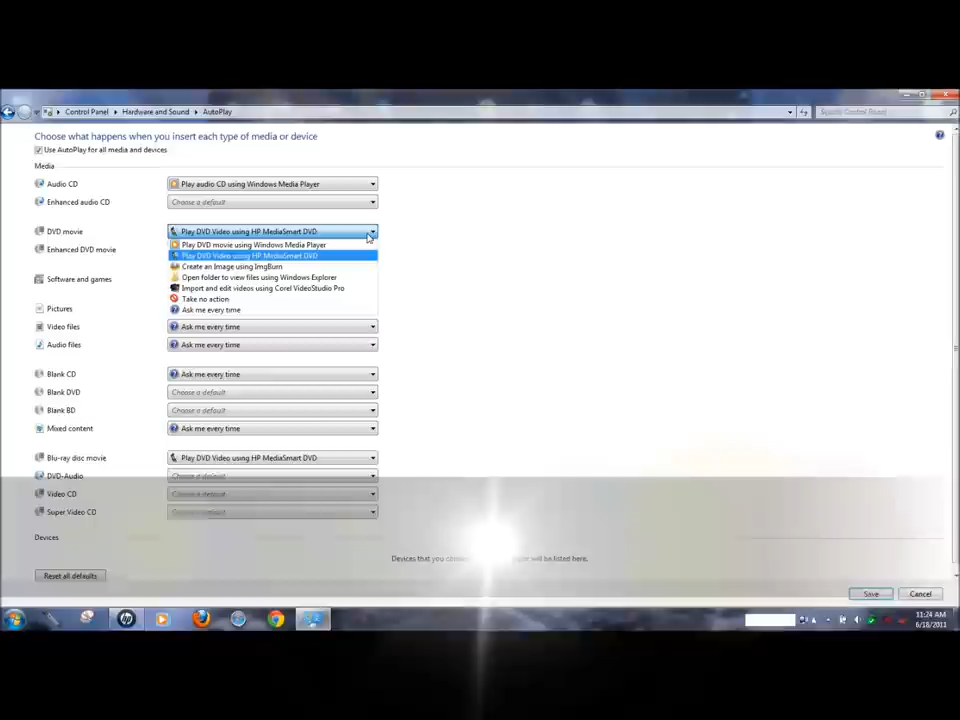 Control Panel ▸ Hardware and Sound ▸ AutoPlay
Choose what happens when you insert each type of media or device
Use AutoPlay for all media and devices
Media
Audio CD Play audio CD using Windows Media Player
Enhanced audio CD Choose a default
DVD movie Play DVD Video using HP MediaSmart DVD
Play DVD movie using Windows Media Player
Enhanced DVD movie
Play DVD Video using HP MediaSmart DVD
Create an Image using ImgBurn
Software and games Open folder to view files using Windows Explorer
Import and edit videos using Corel VideoStudio Pro
Take no action
Pictures Ask me every time
Video files Ask me every time
Audio files Ask me every time
Blank CD Ask me every time
Blank DVD Choose a default
Blank BD Choose a default
Mixed content Ask me every time
Blu-ray disc movie Play DVD Video using HP MediaSmart DVD
DVD-Audio Choose a default
Video CD Choose a default
Super Video CD Choose a default
Devices
Devices that you will be listed here.
Reset all defaults
Save Cancel
11:24 AM
6/18/2011